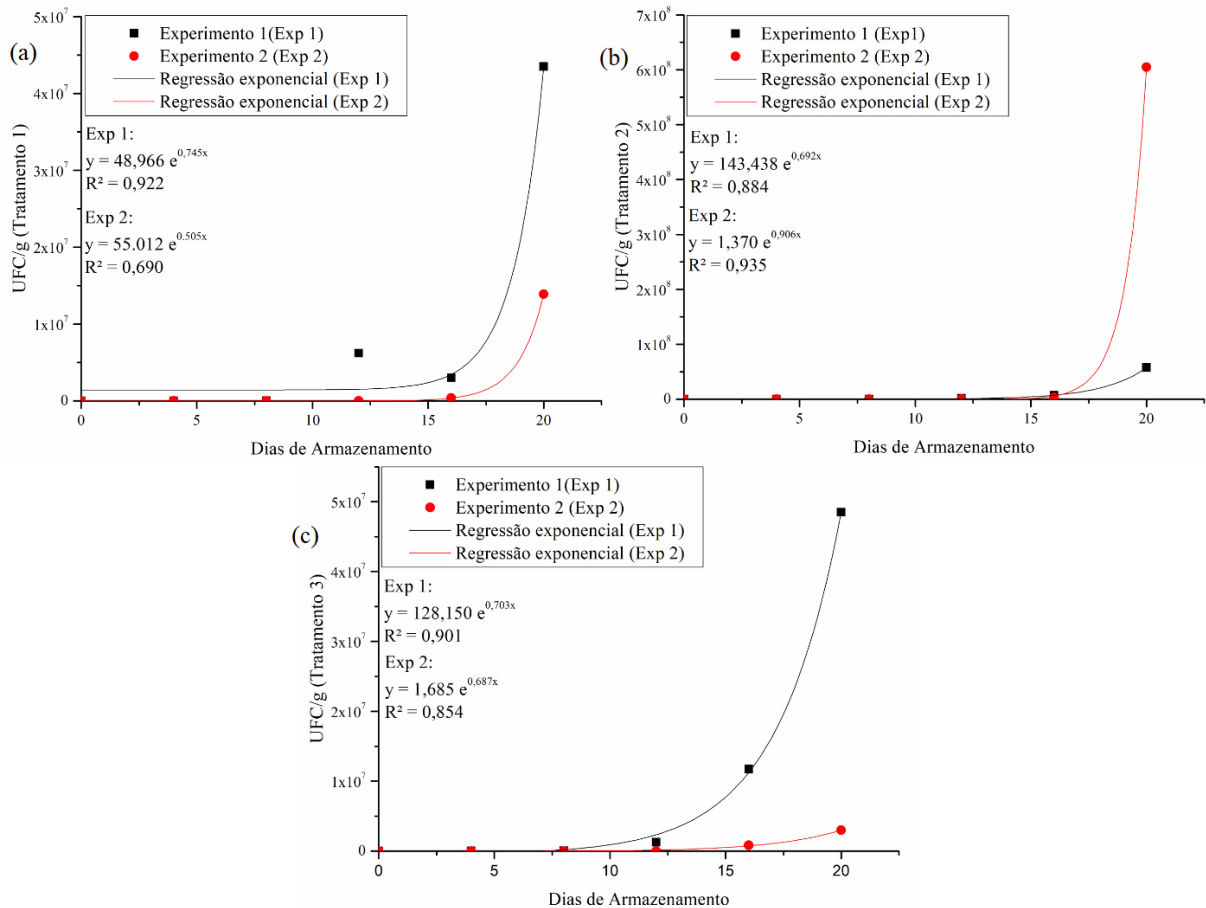 (a)
Experimento 1(Exp 1)
Experimento 2 (Exp 2)
Regressão exponencial (Exp 1)
Regressão exponencial (Exp 2)
Exp 1:
y = 48,966 e^0,745x
R² = 0,922
Exp 2:
y = 55.012 e^0.505x
R² = 0,690
UFC/g (Tratamento 1)
5x10⁷
4x10⁷
3x10⁷
2x10⁷
1x10⁷
0
0 5 10 15 20
Dias de Armazenamento
(b)
Experimento 1 (Exp1)
Experimento 2 (Exp 2)
Regressão exponencial (Exp 1)
Regressão exponencial (Exp 2)
Exp 1:
y = 143,438 e^0,692x
R² = 0,884
Exp 2:
y = 1,370 e^0,906x
R² = 0,935
UFC/g (Tratamento 2)
7x10⁸
6x10⁸
5x10⁸
4x10⁸
3x10⁸
2x10⁸
1x10⁸
0
0 5 10 15 20
Dias de Armazenamento
(c)
Experimento 1(Exp 1)
Experimento 2 (Exp 2)
Regressão exponencial (Exp 1)
Regressão exponencial (Exp 2)
Exp 1:
y = 128,150 e^0,703x
R² = 0,901
Exp 2:
y = 1,685 e^0,687x
R² = 0,854
UFC/g (Tratamento 3)
5x10⁷
4x10⁷
3x10⁷
2x10⁷
1x10⁷
0
0 5 10 15 20
Dias de Armazenamento